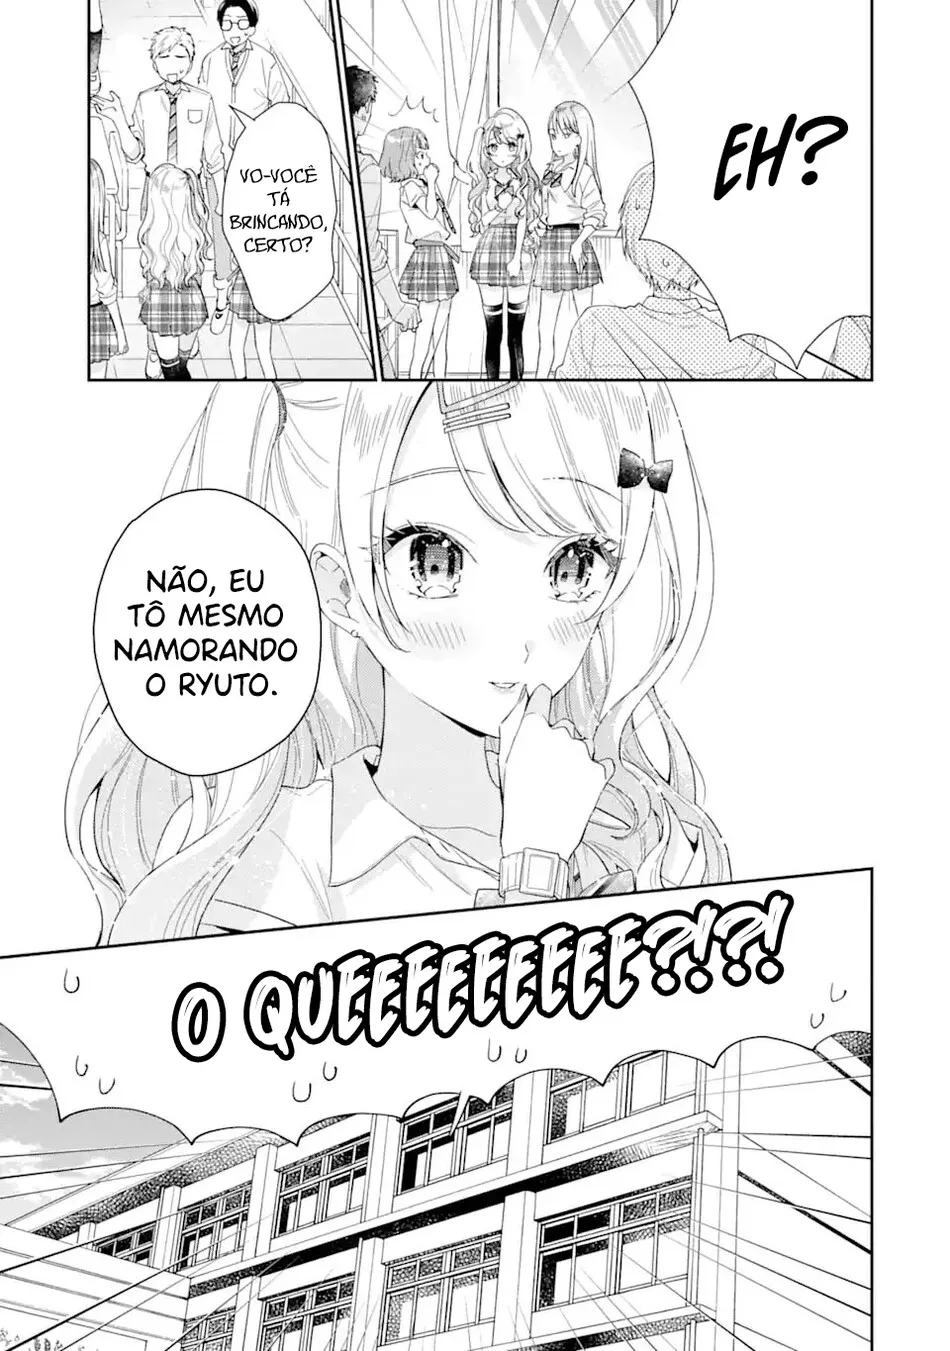 EH?
VO-VOCÊ
TÁ
BRINCANDO,
CERTO?
NÃO, EU
TÔ MESMO
NAMORANDO
O RYUTO.
O QUEEEEEEEEE?!?!